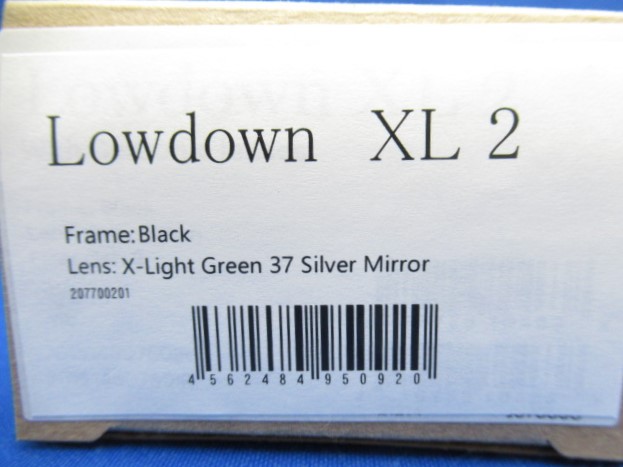 Lowdown XL 2
Frame:Black
Lens: X-Light Green 37 Silver Mirror
207700201
4 562484 950920